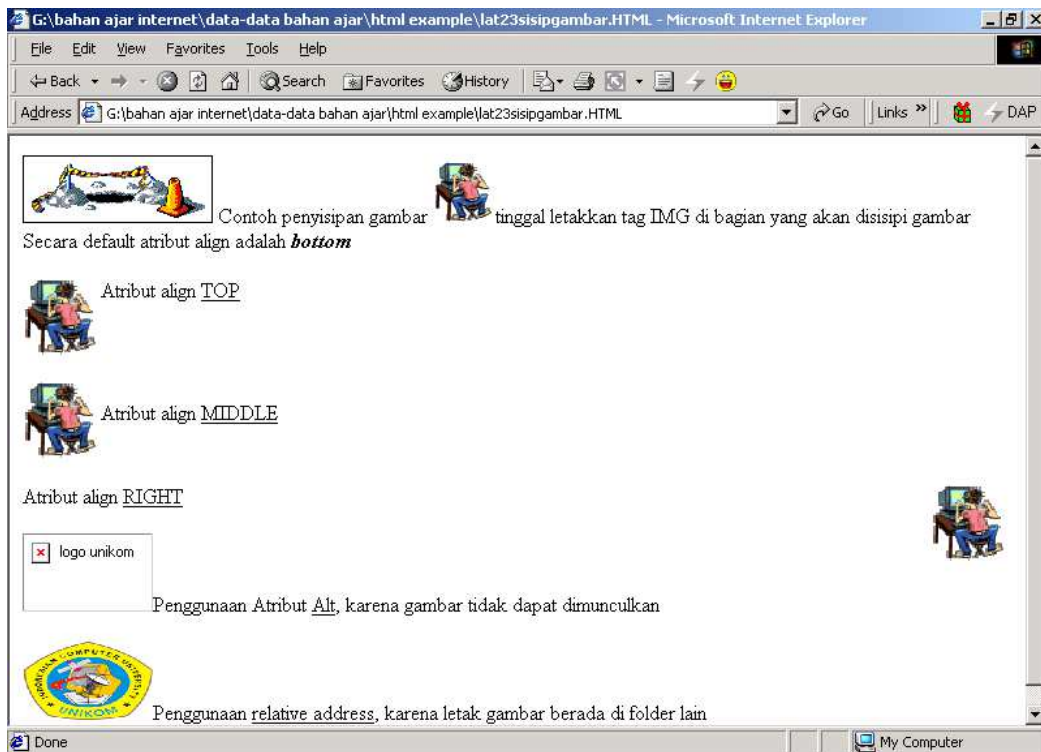 G:\bahan ajar internet\data-data bahan ajar\html example\lat23sisipgambar.HTML - Microsoft Internet Explorer
File Edit View Favorites Tools Help
Back Search Favorites History
Address G:\bahan ajar internet\data-data bahan ajar\html example\lat23sisipgambar.HTML Go Links » DAP
Contoh penyisipan gambar tinggal letakkan tag IMG di bagian yang akan disisipi gambar
Secara default atribut align adalah bottom
Atribut align TOP
Atribut align MIDDLE
Atribut align RIGHT
logo unikom
Penggunaan Atribut Alt, karena gambar tidak dapat dimunculkan
COMPUTER
UNIKOM
Penggunaan relative address, karena letak gambar berada di folder lain
Done My Computer